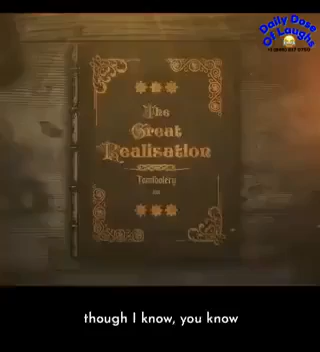 Daily Dose
Of Laughs
The
Great
Realisation
Tomfoolery
though I know, you know